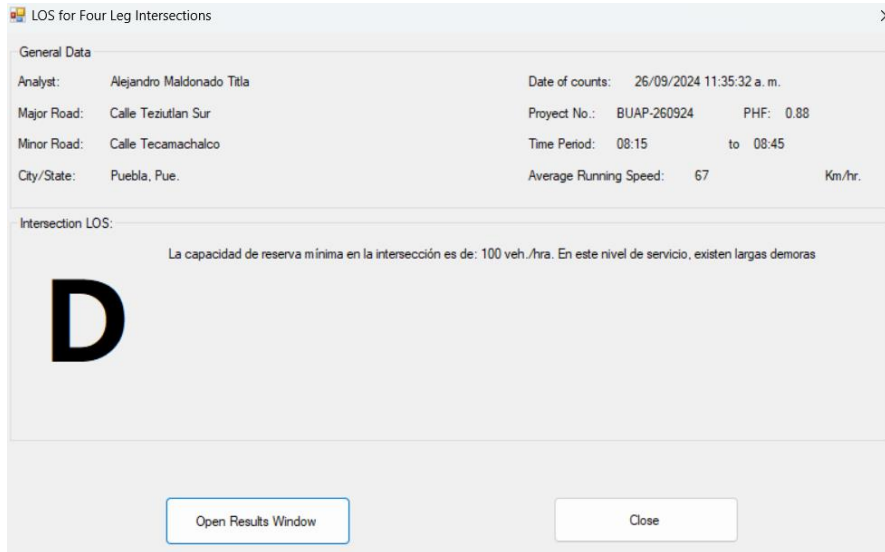 LOS for Four Leg Intersections
General Data
Analyst: Alejandro Maldonado Titla Date of counts: 26/09/2024 11:35:32 a. m.
Major Road: Calle Teziutlan Sur Proyect No.: BUAP-260924 PHF: 0.88
Minor Road: Calle Tecamachalco Time Period: 08:15 to 08:45
City/State: Puebla, Pue. Average Running Speed: 67 Km/hr.
Intersection LOS:
La capacidad de reserva mínima en la intersección es de: 100 veh./hra. En este nivel de servicio, existen largas demoras
D
Open Results Window Close